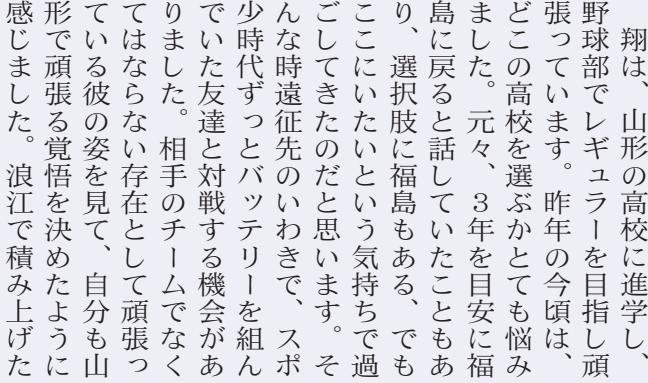 翔は、山形の高校に進学し、
野球部でレギュラーを目指し頑
張っています。昨年の今頃は、
どこの高校を選ぶかとても悩み
ました。元々、３年を目安に福
島に戻ると話していたこともあ
り、選択肢に福島もある、でも
ここにいたいという気持ちで過
ごしてきたのだと思います。そ
んな時遠征先のいわきで、スポ
少時代ずっとバッテリーを組ん
でいた友達と対戦する機会があ
りました。相手のチームでなく
てはならない存在として頑張っ
ている彼の姿を見て、自分も山
形で頑張る覚悟を決めたように
感じました。浪江で積み上げた